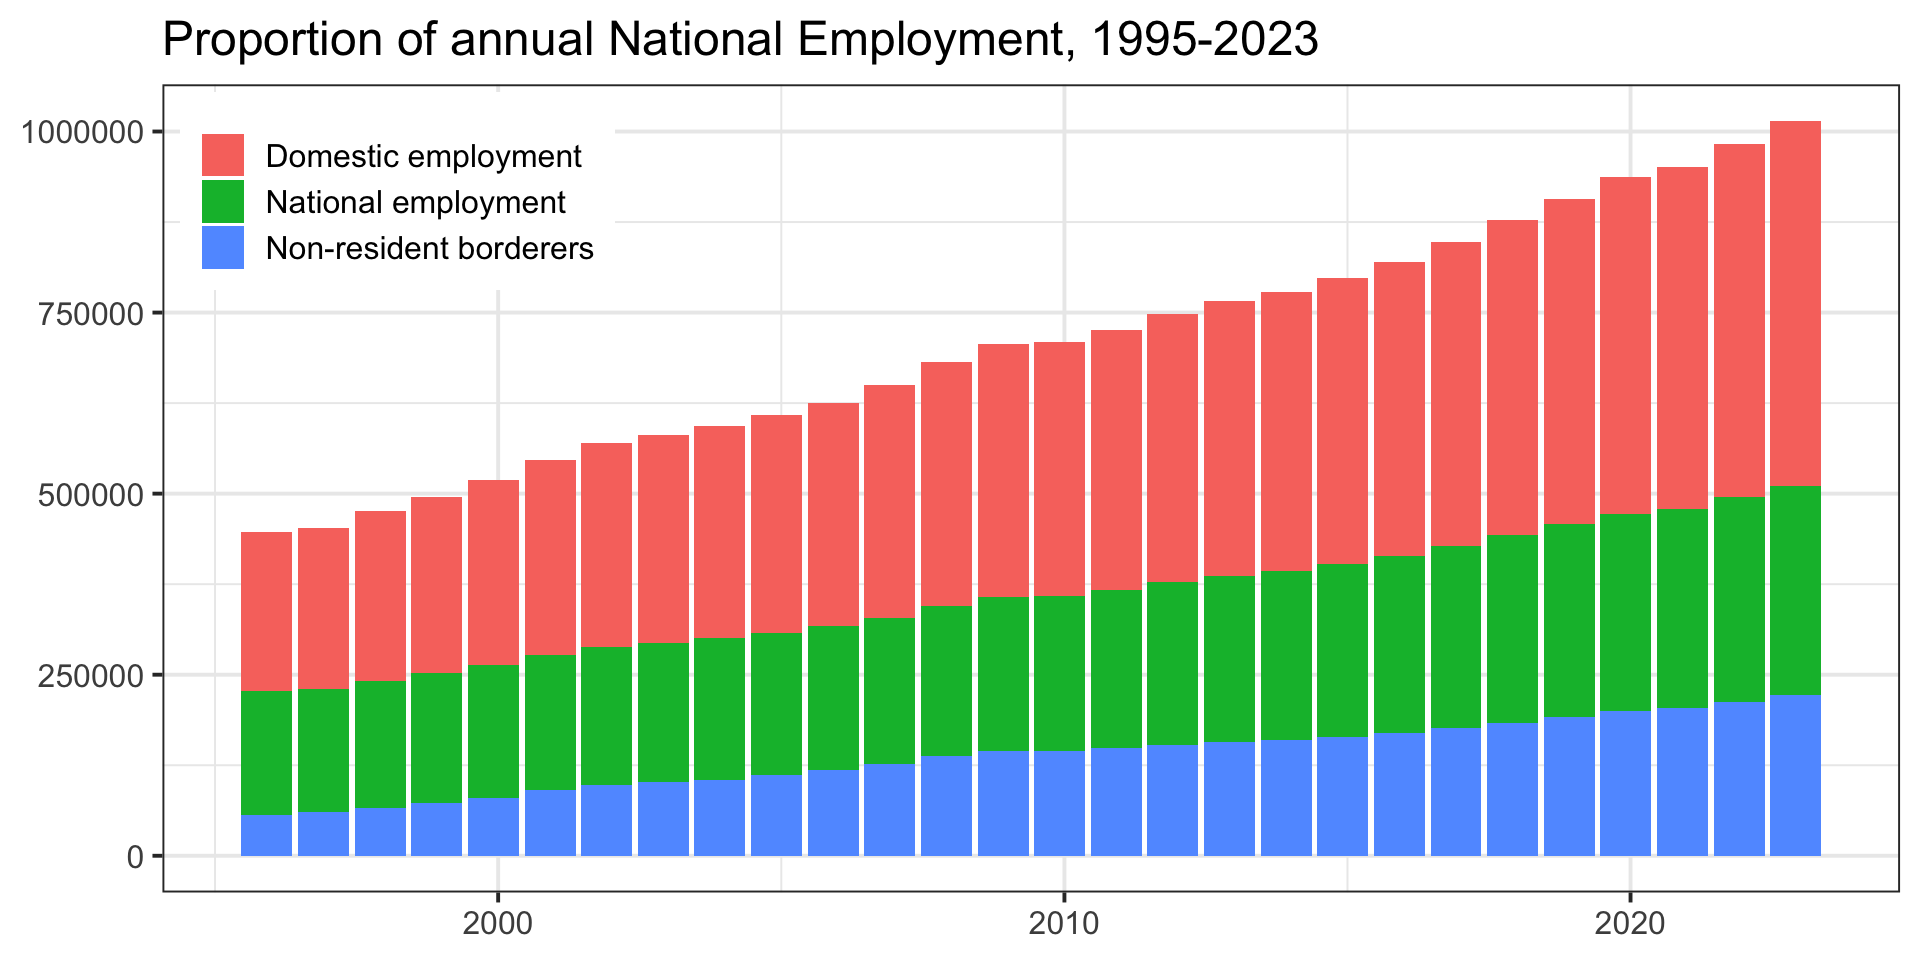 Proportion of annual National Employment, 1995-2023
1000000
750000
500000
250000
0
Domestic employment
National employment
Non-resident borderers
2000
2010
2020